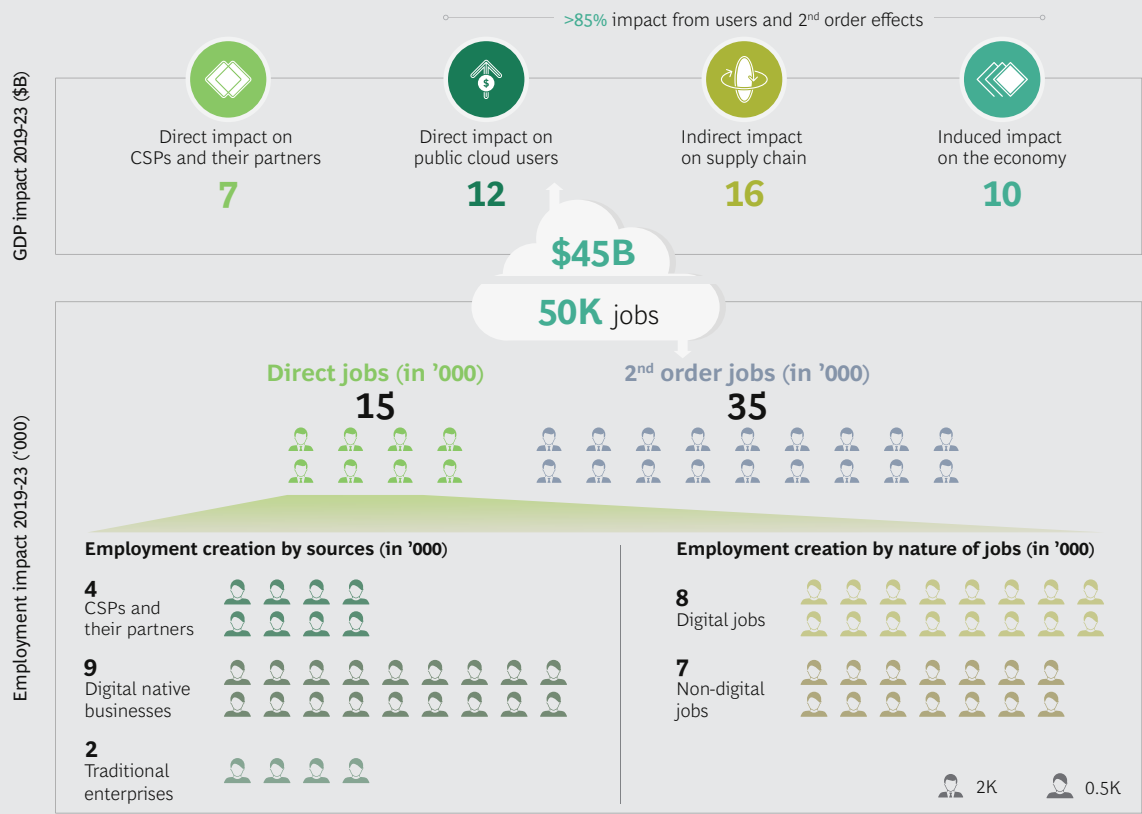 >85% impact from users and 2nd order effects
GDP impact 2019-23 ($B)
Direct impact on
CSPs and their partners
7
$
Direct impact on
public cloud users
12
Indirect impact
on supply chain
16
Induced impact
on the economy
10
$45B
50K jobs
Employment impact 2019-23 (‘000)
Direct jobs (in ’000)
15
2nd order jobs (in ’000)
35
Employment creation by sources (in ’000)
4
CSPs and
their partners
9
Digital native
businesses
2
Traditional
enterprises
Employment creation by nature of jobs (in ’000)
8
Digital jobs
7
Non-digital
jobs
2K
0.5K